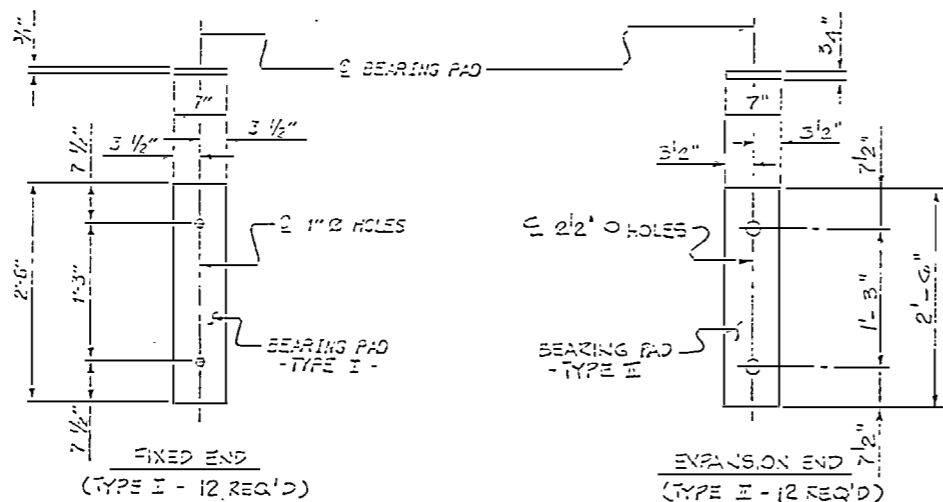 3/4"
℄ BEARING PAD
3/4"
7"
3 1/2"
3 1/2"
7 1/2"
2'-6"
1'-3"
7 1/2"
℄ 1" Ø HOLES
BEARING PAD
-TYPE I-
FIXED END
(TYPE I - 12 REQ'D)
7"
3 1/2"
3 1/2"
7 1/2"
℄ 2 1/2" Ø HOLES
1'-3"
2'-6"
BEARING PAD
-TYPE II
7 1/2"
EXPANSION END
(TYPE II - 12 REQ'D)